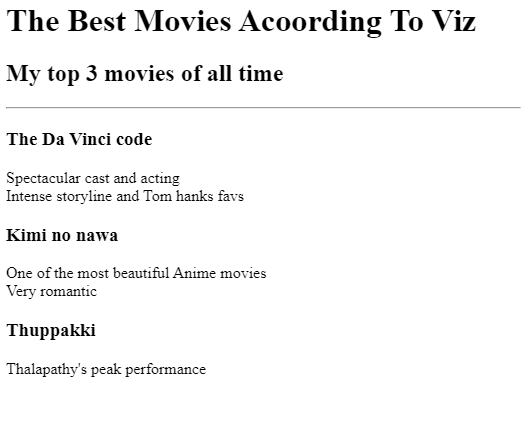 The Best Movies Acoording To Viz
My top 3 movies of all time
The Da Vinci code
Spectacular cast and acting
Intense storyline and Tom hanks favs
Kimi no nawa
One of the most beautiful Anime movies
Very romantic
Thuppakki
Thalapathy's peak performance